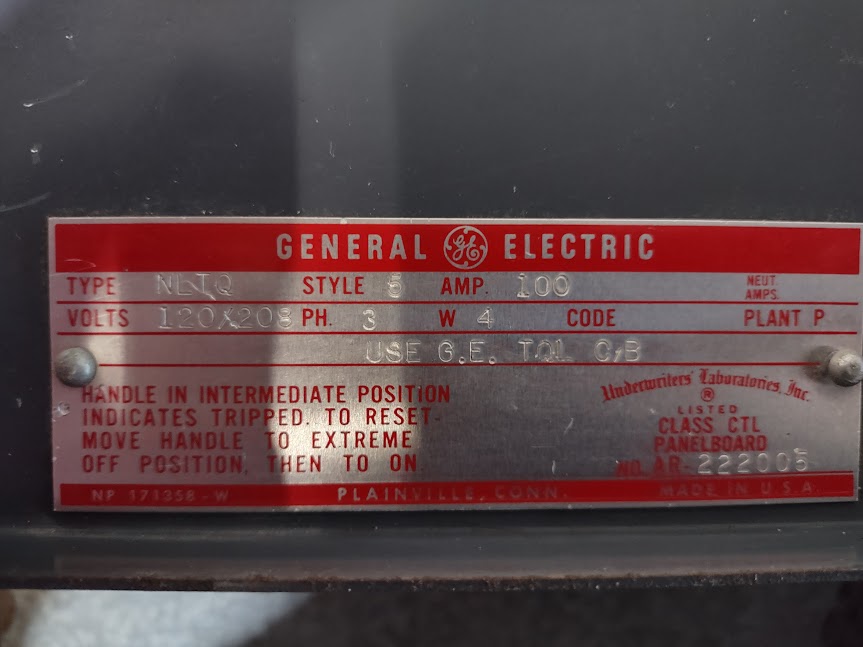 GENERAL GE ELECTRIC
TYPE NLTQ STYLE 6 AMP. 100 NEUT. AMPS.
VOLTS 120X208 PH. 3 W 4 CODE PLANT P
USE G.E. TQL C/B
HANDLE IN INTERMEDIATE POSITION
INDICATES TRIPPED. TO RESET-
MOVE HANDLE TO EXTREME
OFF POSITION, THEN TO ON.
Underwriters' Laboratories, Inc.
®
LISTED
CLASS CTL
PANELBOARD
NO. AR-222005
NP 171358-W PLAINVILLE, CONN. MADE IN U.S.A.